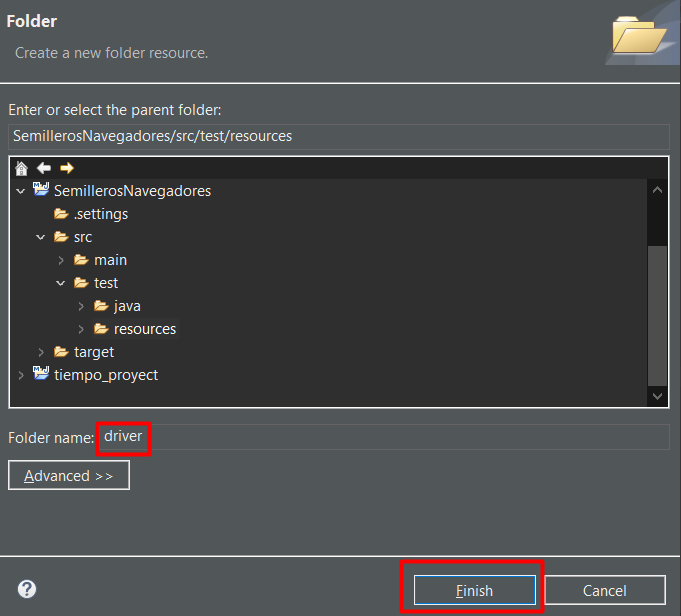 Folder
Create a new folder resource.
Enter or select the parent folder:
SemillerosNavegadores/src/test/resources
SemillerosNavegadores
.settings
src
main
test
java
resources
target
tiempo_proyect
Folder name: driver
Advanced >>
? Finish Cancel